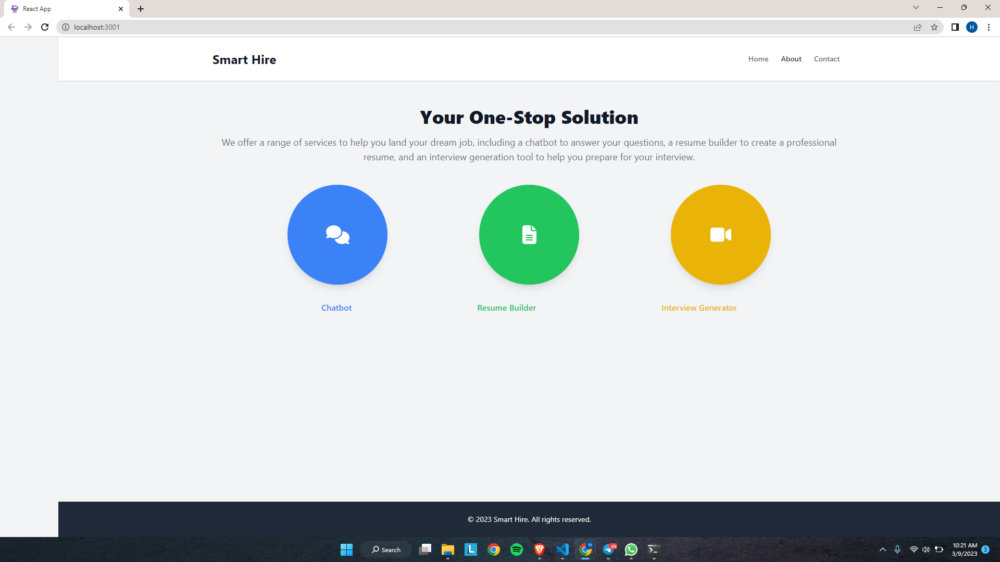 React App
localhost:3001
H
Smart Hire
Home About Contact
Your One-Stop Solution
We offer a range of services to help you land your dream job, including a chatbot to answer your questions, a resume builder to create a professional
resume, and an interview generation tool to help you prepare for your interview.
Chatbot Resume Builder Interview Generator
© 2023 Smart Hire. All rights reserved.
Search
L
H
88
10:21 AM
3/9/2023
3